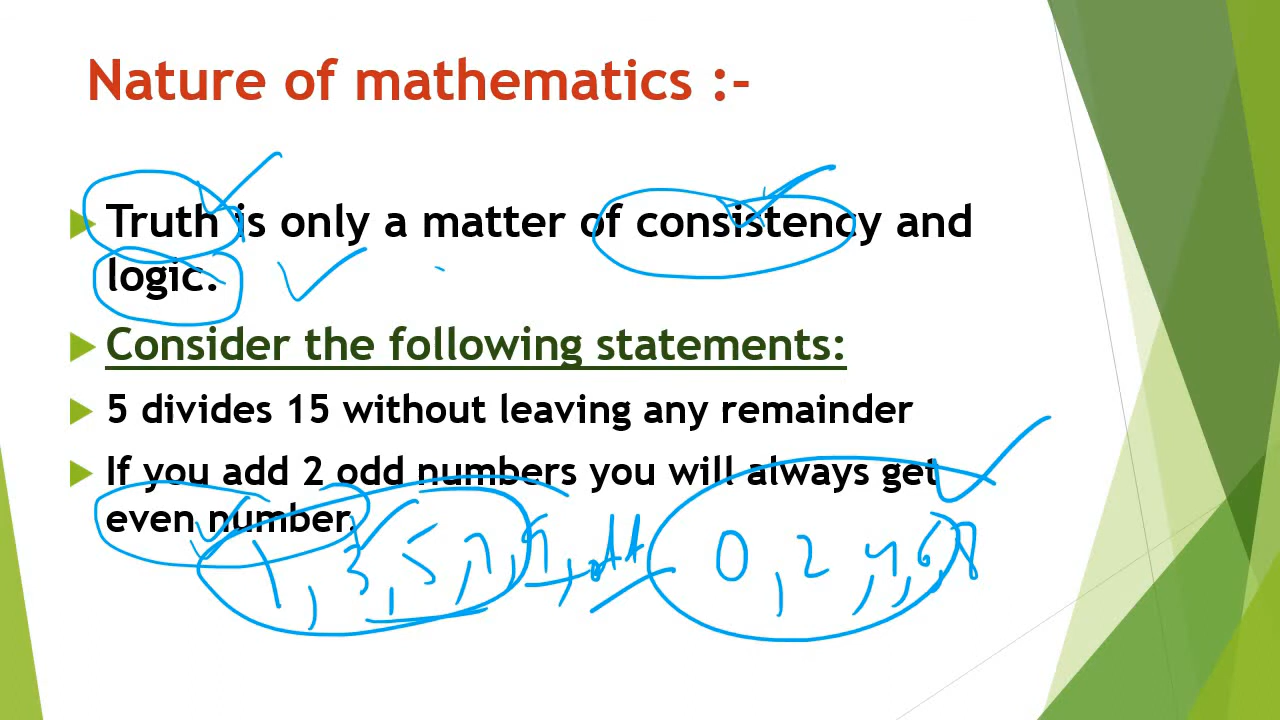 Nature of mathematics :-
Truth is only a matter of consistency and
logic.
Consider the following statements:
5 divides 15 without leaving any remainder
If you add 2 odd numbers you will always get
even number.
1, 3, 5, 7, 9, odd 0, 2, 4, 6, 8